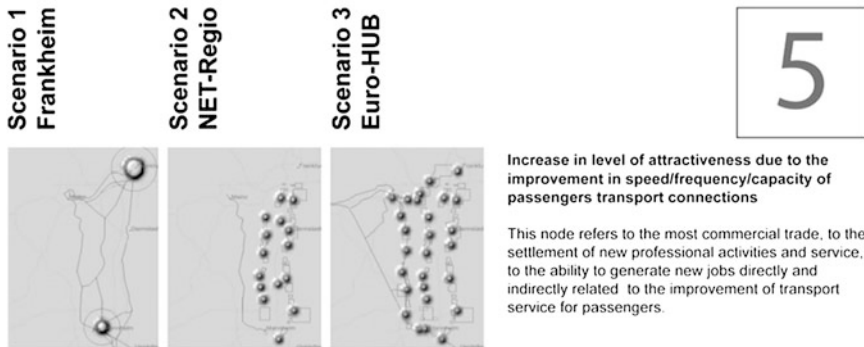 Scenario 1
Frankheim
Scenario 2
NET-Regio
Scenario 3
Euro-HUB
5
Increase in level of attractiveness due to the
improvement in speed/frequency/capacity of
passengers transport connections
This node refers to the most commercial trade, to the
settlement of new professional activities and service,
to the ability to generate new jobs directly and
indirectly related to the improvement of transport
service for passengers.